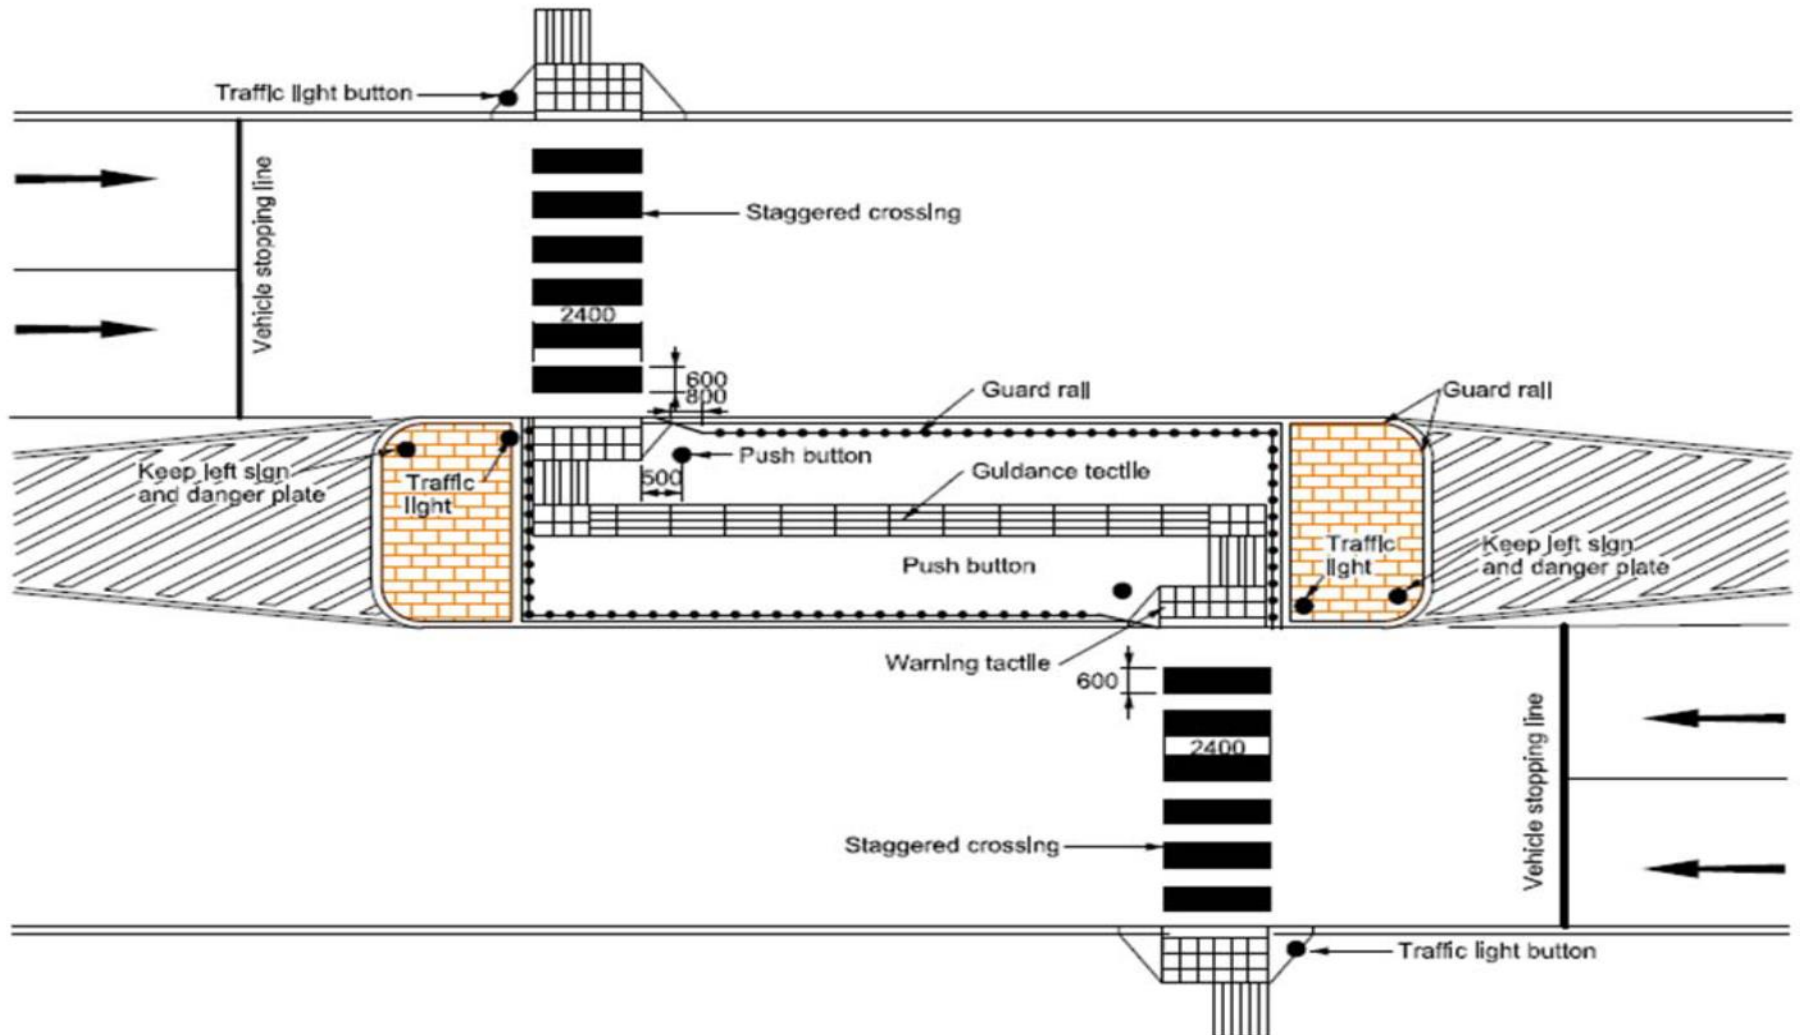 Traffic light button
Vehicle stopping line
Staggered crossing
2400
600
800
Guard rail
Guard rail
Keep left sign
and danger plate
Traffic
light
Push button
500
Guidance tectile
Push button
Traffic
light
Keep left sign
and danger plate
Warning tactile
600
2400
Vehicle stopping line
Staggered crossing
Traffic light button